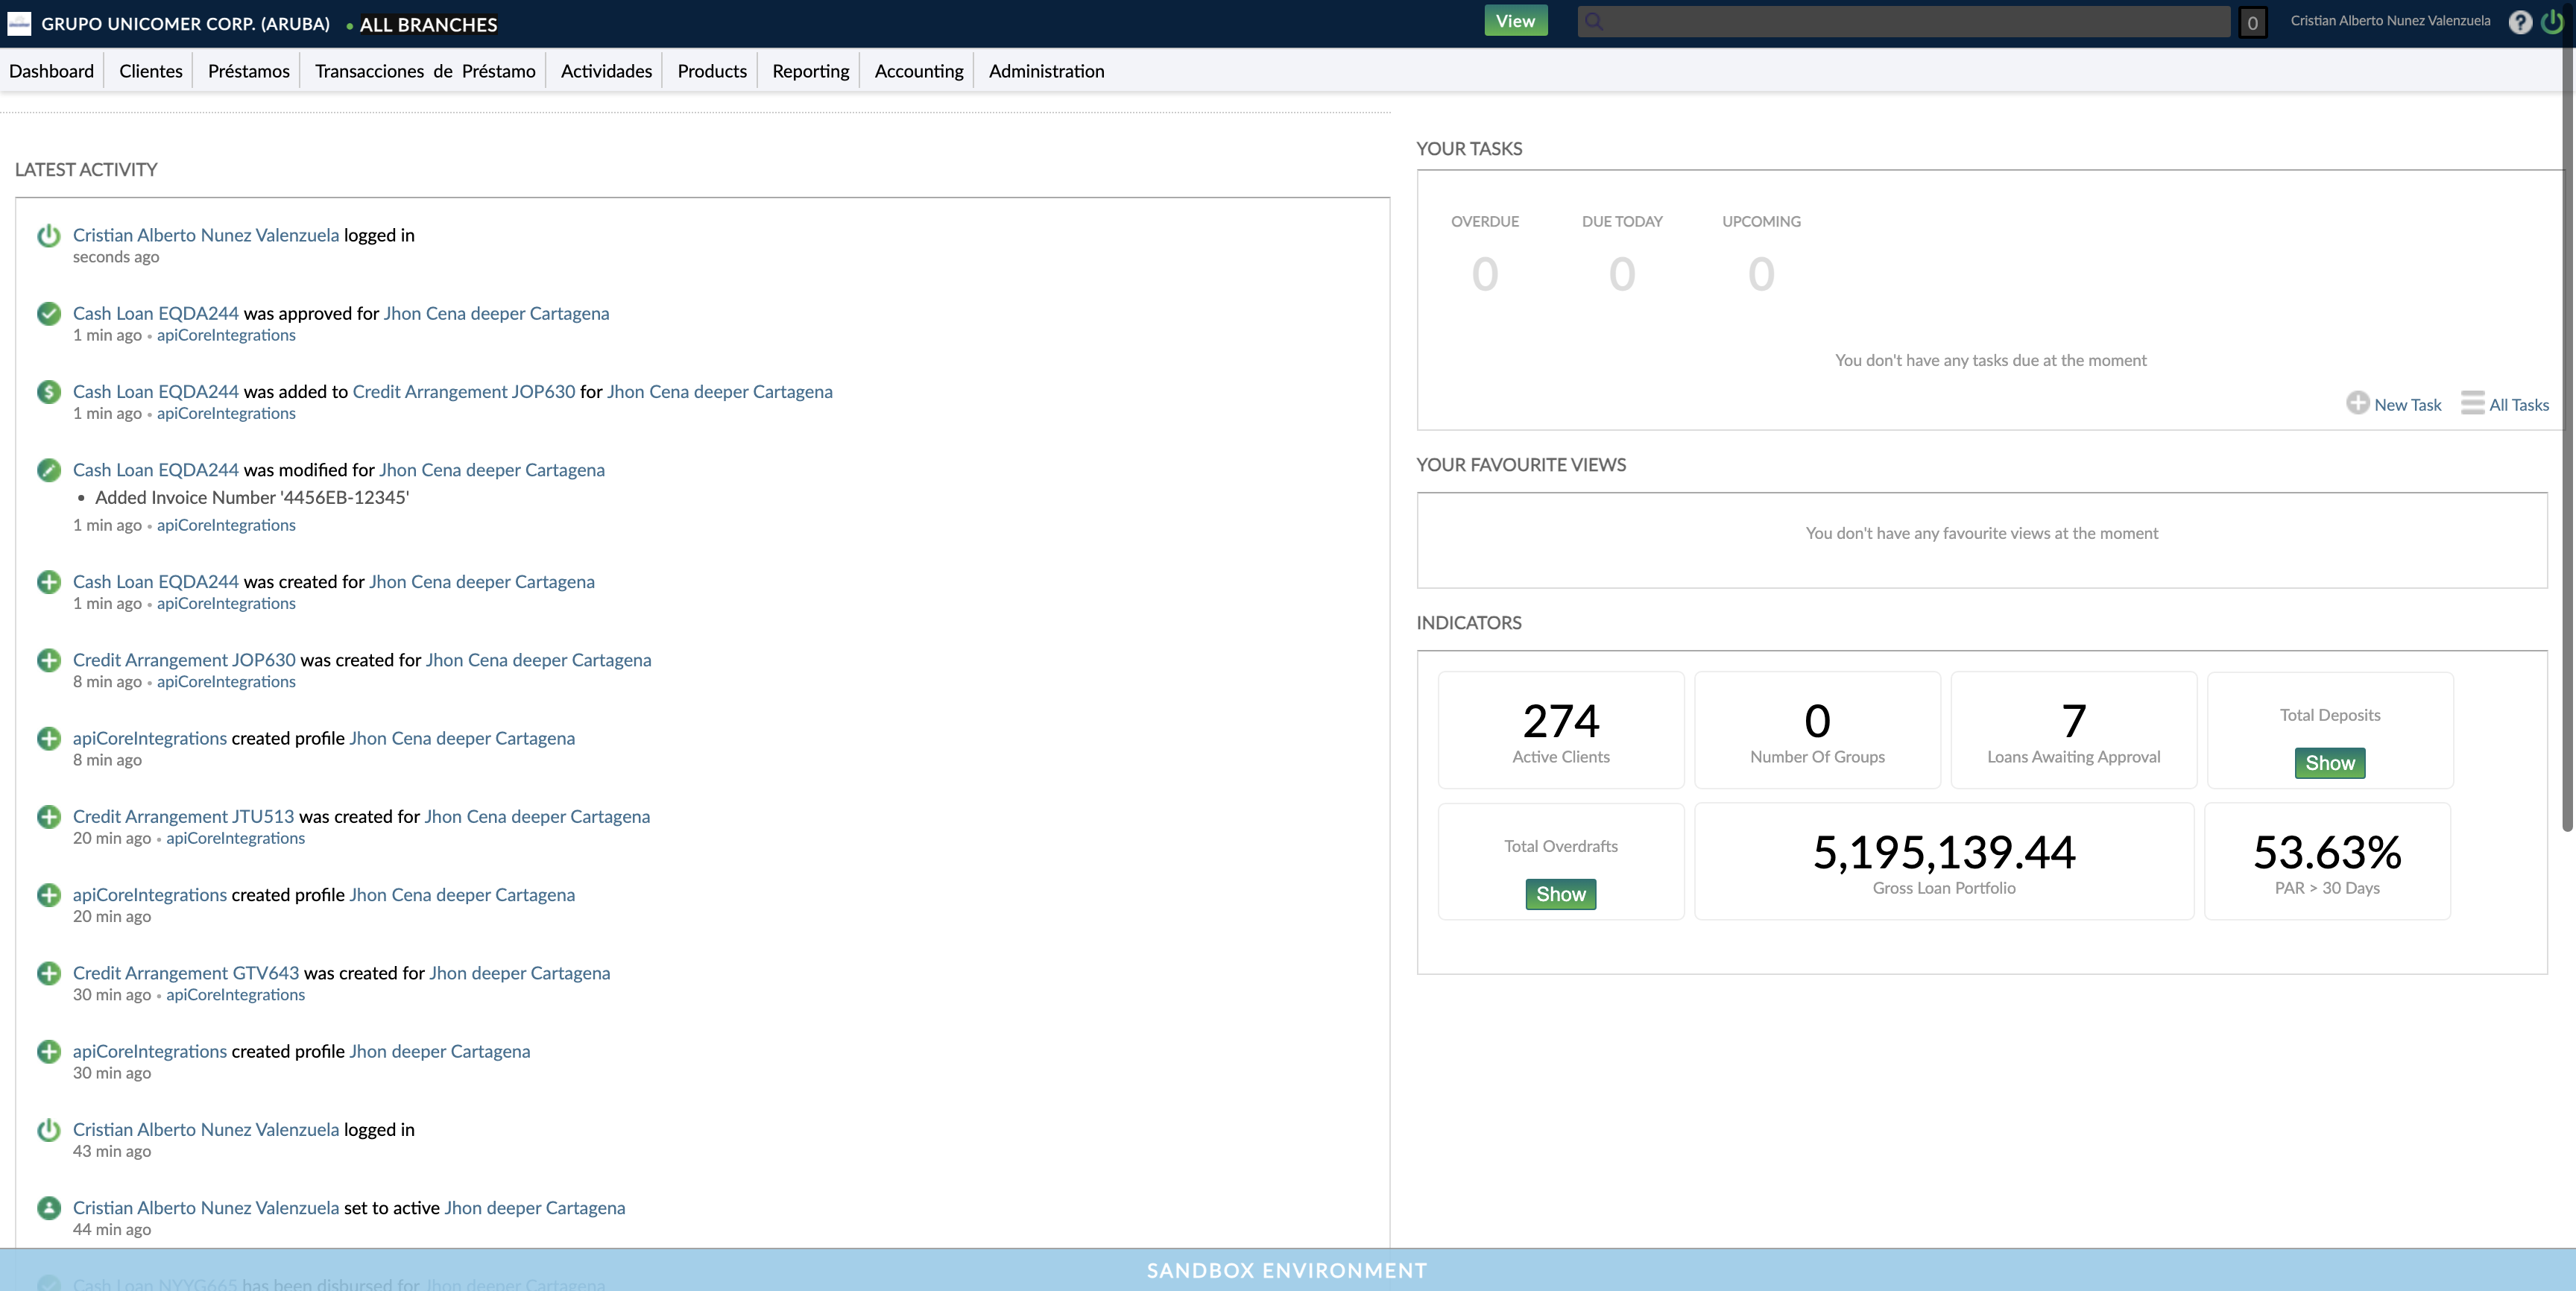 GRUPO UNICOMER CORP. (ARUBA) • ALL BRANCHES
View
0
Cristian Alberto Nunez Valenzuela
Dashboard
Clientes
Préstamos
Transacciones de Préstamo
Actividades
Products
Reporting
Accounting
Administration
LATEST ACTIVITY
Cristian Alberto Nunez Valenzuela logged in
seconds ago
Cash Loan EQDA244 was approved for Jhon Cena deeper Cartagena
1 min ago • apiCoreIntegrations
Cash Loan EQDA244 was added to Credit Arrangement JOP630 for Jhon Cena deeper Cartagena
1 min ago • apiCoreIntegrations
Cash Loan EQDA244 was modified for Jhon Cena deeper Cartagena
• Added Invoice Number '4456EB-12345'
1 min ago • apiCoreIntegrations
Cash Loan EQDA244 was created for Jhon Cena deeper Cartagena
1 min ago • apiCoreIntegrations
Credit Arrangement JOP630 was created for Jhon Cena deeper Cartagena
8 min ago • apiCoreIntegrations
apiCoreIntegrations created profile Jhon Cena deeper Cartagena
8 min ago
Credit Arrangement JTU513 was created for Jhon Cena deeper Cartagena
20 min ago • apiCoreIntegrations
apiCoreIntegrations created profile Jhon Cena deeper Cartagena
20 min ago
Credit Arrangement GTV643 was created for Jhon deeper Cartagena
30 min ago • apiCoreIntegrations
apiCoreIntegrations created profile Jhon deeper Cartagena
30 min ago
Cristian Alberto Nunez Valenzuela logged in
43 min ago
Cristian Alberto Nunez Valenzuela set to active Jhon deeper Cartagena
44 min ago
Cash Loan NYYG665 has been disbursed for Jhon deeper Cartagena
YOUR TASKS
OVERDUE
DUE TODAY
UPCOMING
0
0
0
You don't have any tasks due at the moment
New Task
All Tasks
YOUR FAVOURITE VIEWS
You don't have any favourite views at the moment
INDICATORS
274
Active Clients
0
Number Of Groups
7
Loans Awaiting Approval
Total Deposits
Show
Total Overdrafts
Show
5,195,139.44
Gross Loan Portfolio
53.63%
PAR > 30 Days
SANDBOX ENVIRONMENT